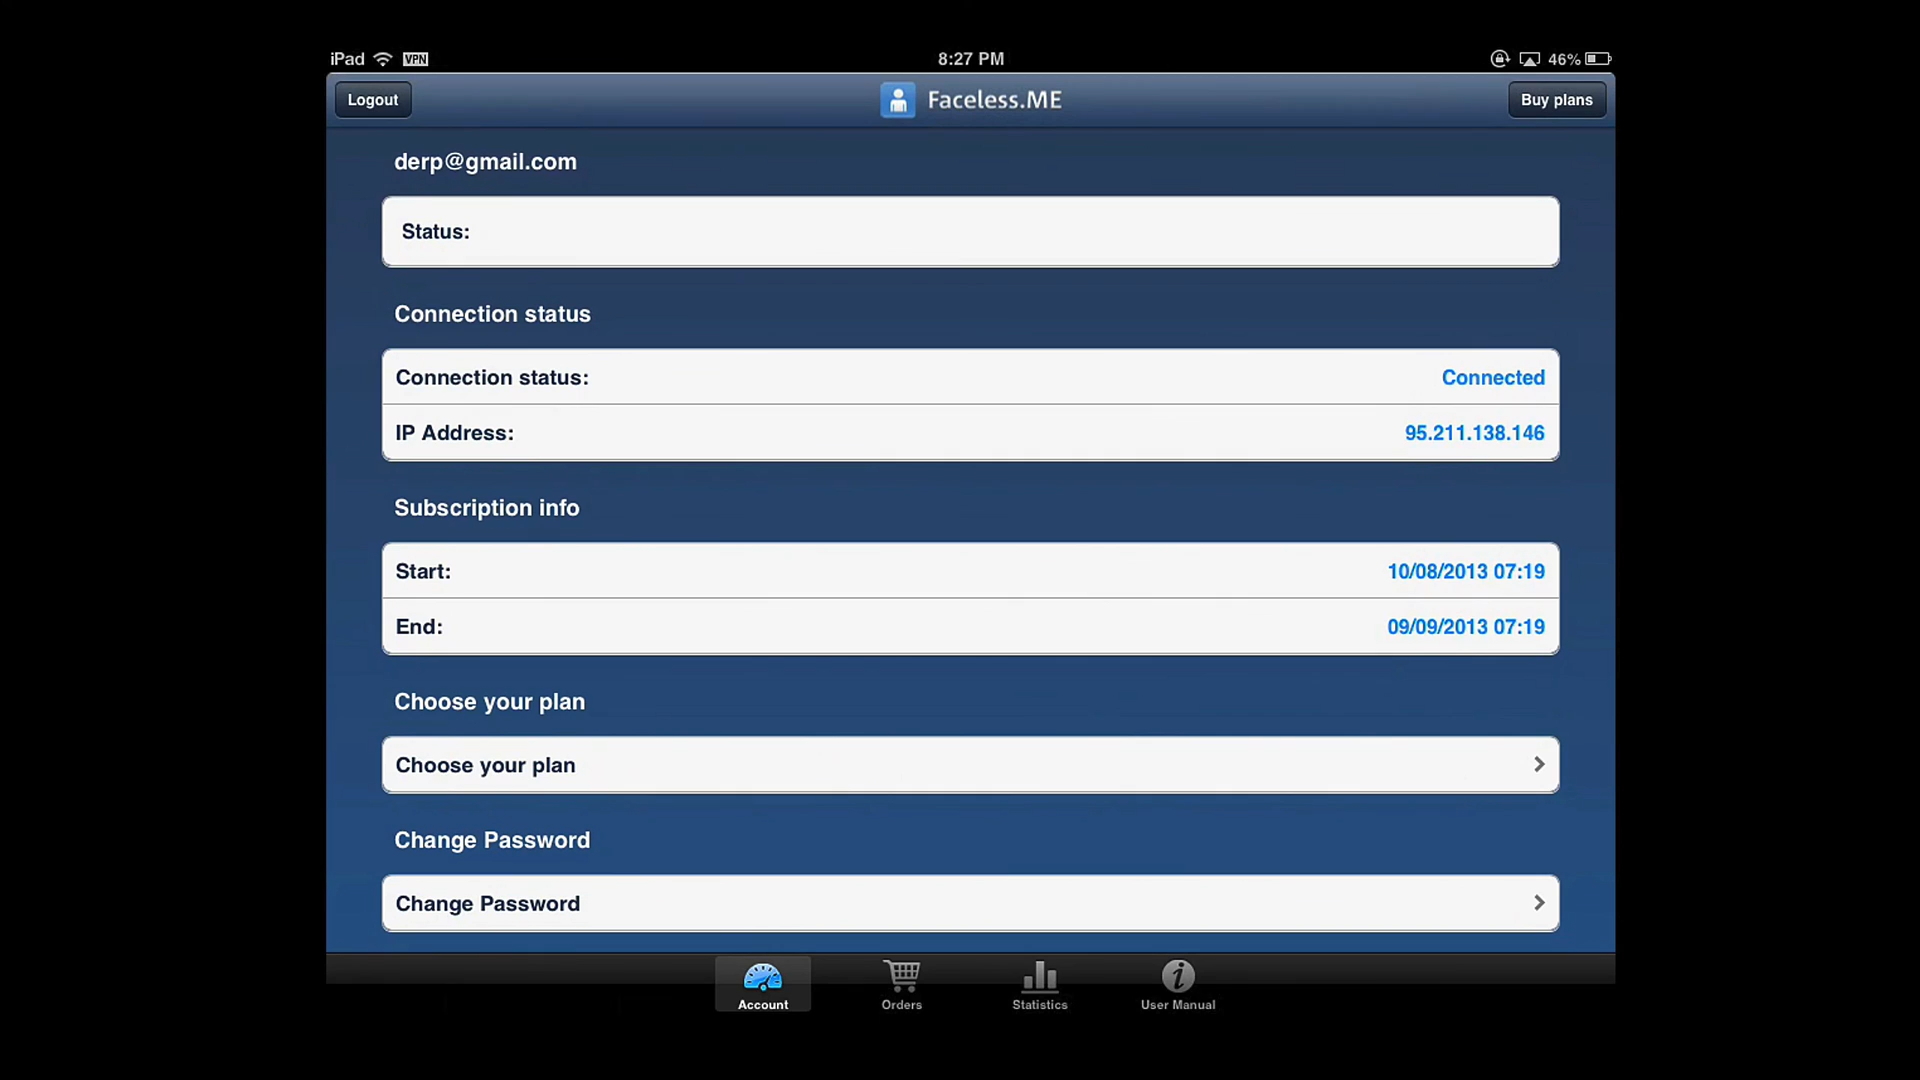 iPad VPN 8:27 PM 46%
Logout Faceless.ME Buy plans
derp@gmail.com
Status:
Connection status
Connection status: Connected
IP Address: 95.211.138.146
Subscription info
Start: 10/08/2013 07:19
End: 09/09/2013 07:19
Choose your plan
Choose your plan
Change Password
Change Password
Account Orders Statistics User Manual